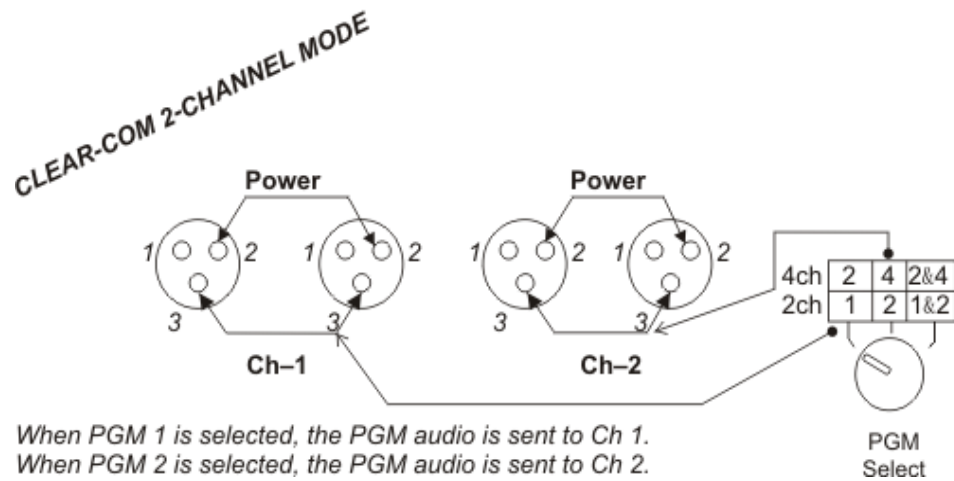 CLEAR-COM 2-CHANNEL MODE
Power
Power
1 2 1 2 1 2 1 2
3 3 3 3
Ch–1
Ch–2
4ch 2 4 2&4
2ch 1 2 1&2
PGM
Select
When PGM 1 is selected, the PGM audio is sent to Ch 1.
When PGM 2 is selected, the PGM audio is sent to Ch 2.